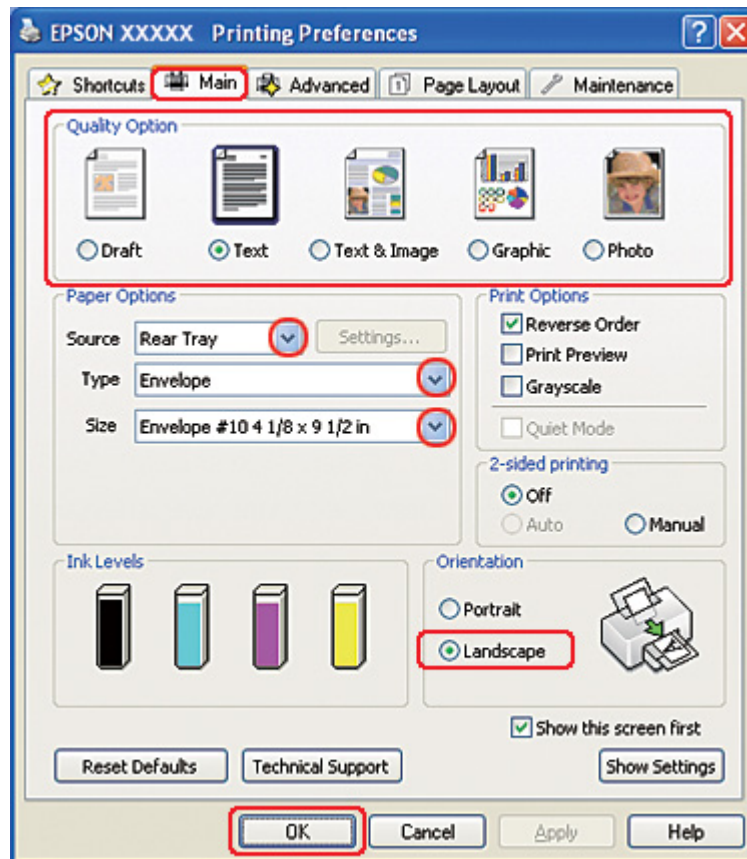 EPSON XXXXX Printing Preferences
Shortcuts Main Advanced 1 Page Layout Maintenance
Quality Option
Draft Text Text & Image Graphic Photo
Paper Options
Source Rear Tray Settings...
Type Envelope
Size Envelope #10 4 1/8 x 9 1/2 in
Print Options
Reverse Order
Print Preview
Grayscale
Quiet Mode
2-sided printing
Off
Auto Manual
Ink Levels
Orientation
Portrait
Landscape
Show this screen first
Reset Defaults Technical Support Show Settings
OK Cancel Apply Help